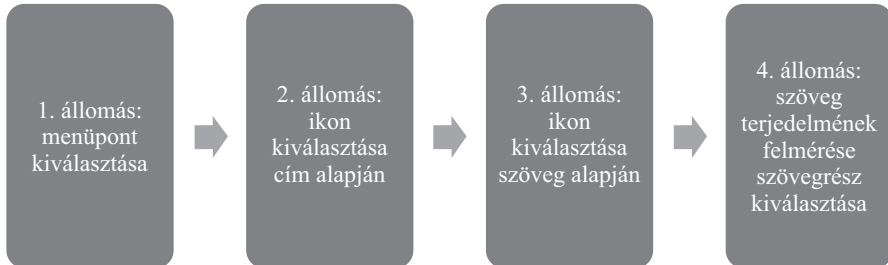 1. állomás:
menüpont
kiválasztása
2. állomás:
ikon
kiválasztása
cím alapján
3. állomás:
ikon
kiválasztása
szöveg alapján
4. állomás:
szöveg
terjedelmének
felmérése
szövegrész
kiválasztása